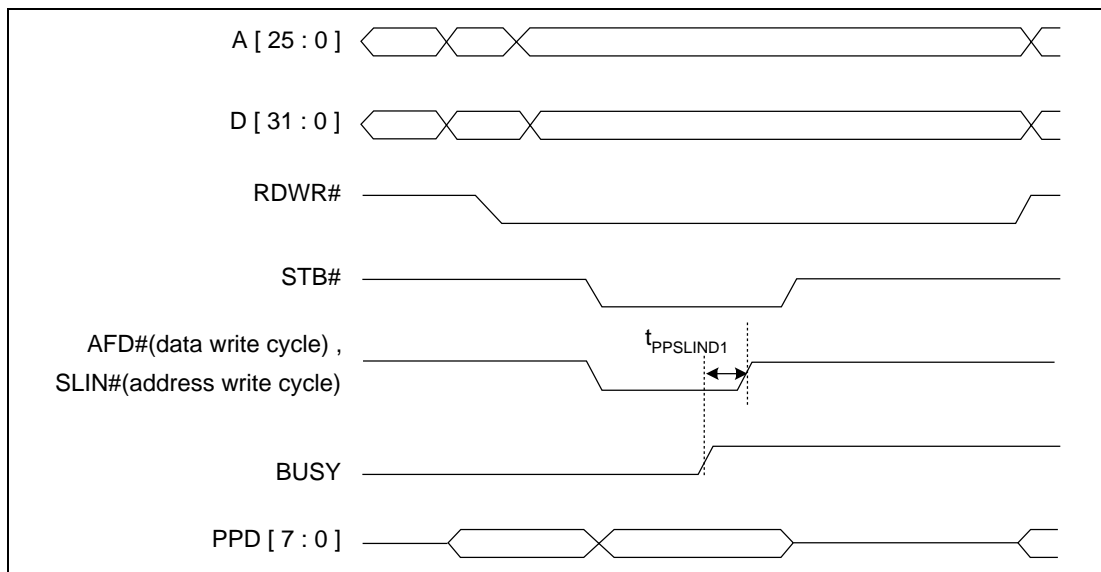 A [ 25 : 0 ]
D [ 31 : 0 ]
RDWR#
STB#
AFD#(data write cycle) ,
SLIN#(address write cycle)
tPPSLIND1
BUSY
PPD [ 7 : 0 ]